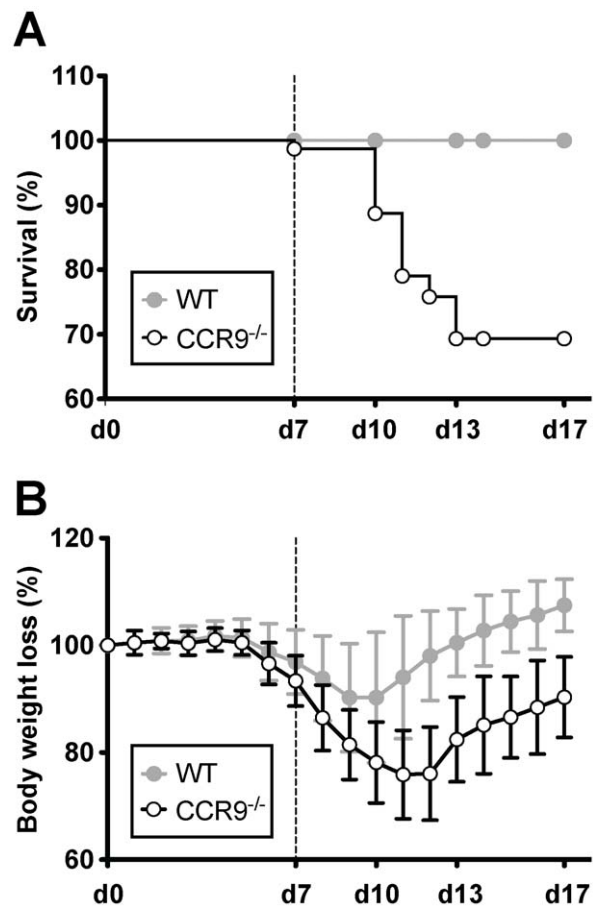 A
110
100
90
80
70
60
Survival (%)
WT
CCR9-/-
d0 d7 d10 d13 d17
B
120
100
80
60
Body weight loss (%)
WT
CCR9-/-
d0 d7 d10 d13 d17